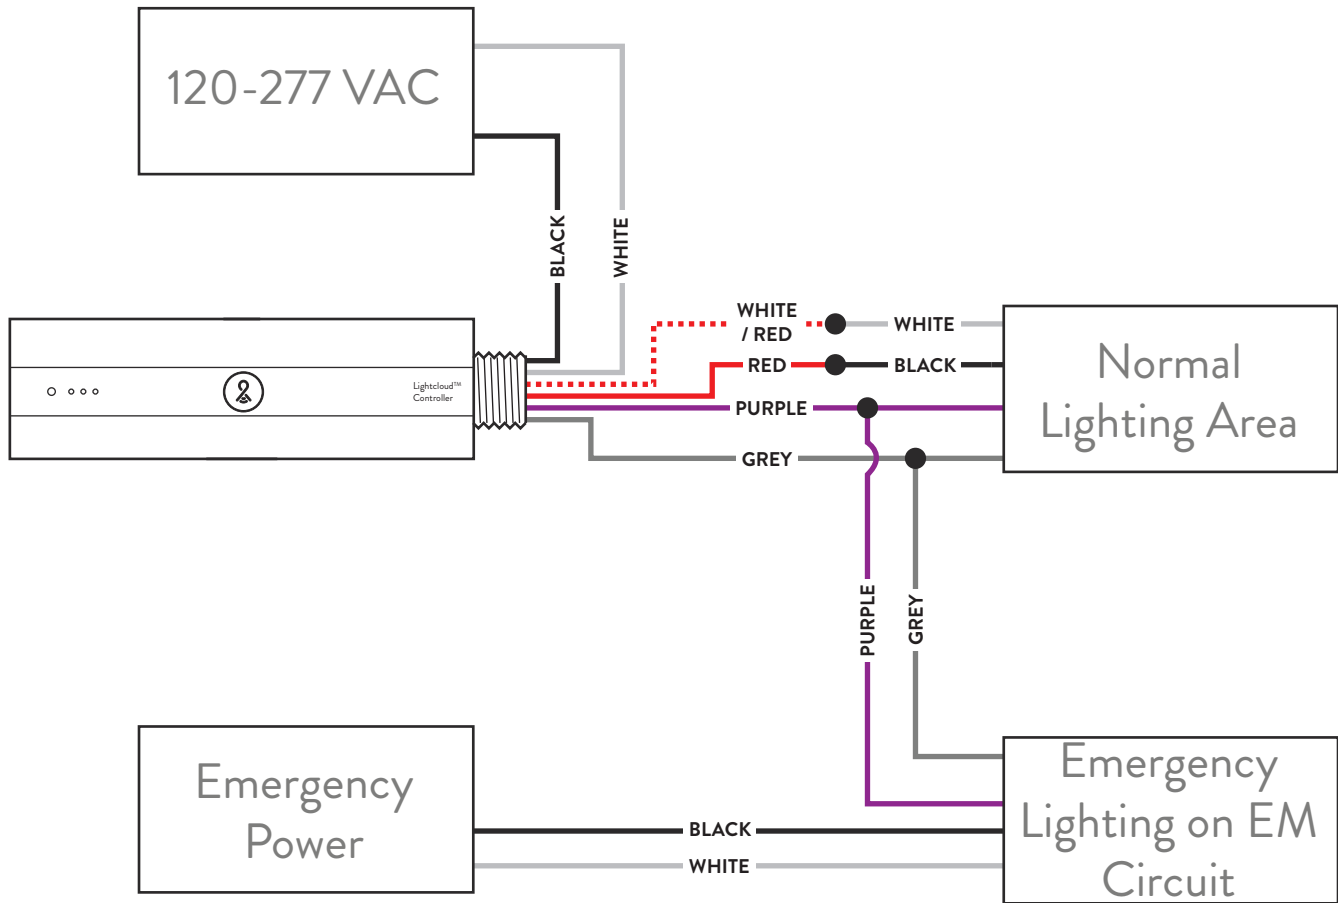 120-277 VAC
BLACK
WHITE
WHITE
/ RED
WHITE
RED
BLACK
Normal
Lighting Area
Lightcloud™
Controller
PURPLE
GREY
PURPLE
GREY
Emergency
Power
BLACK
WHITE
Emergency
Lighting on EM
Circuit